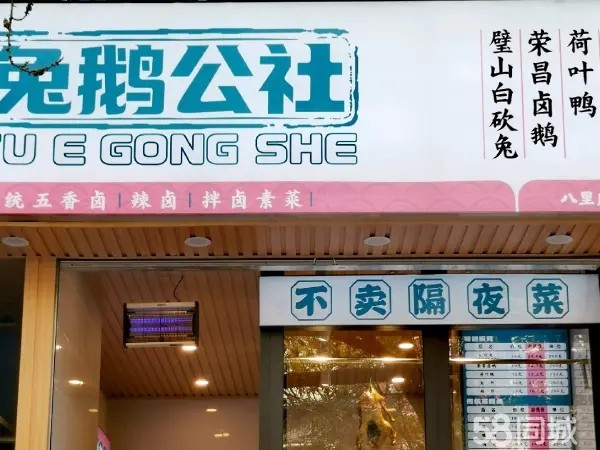 兔鹅公社
TU E GONG SHE
统五香卤|辣卤|拌卤素菜|
荷叶鸭
荣昌卤鹅
璧山白砍兔
八里
不卖隔夜菜
58同城